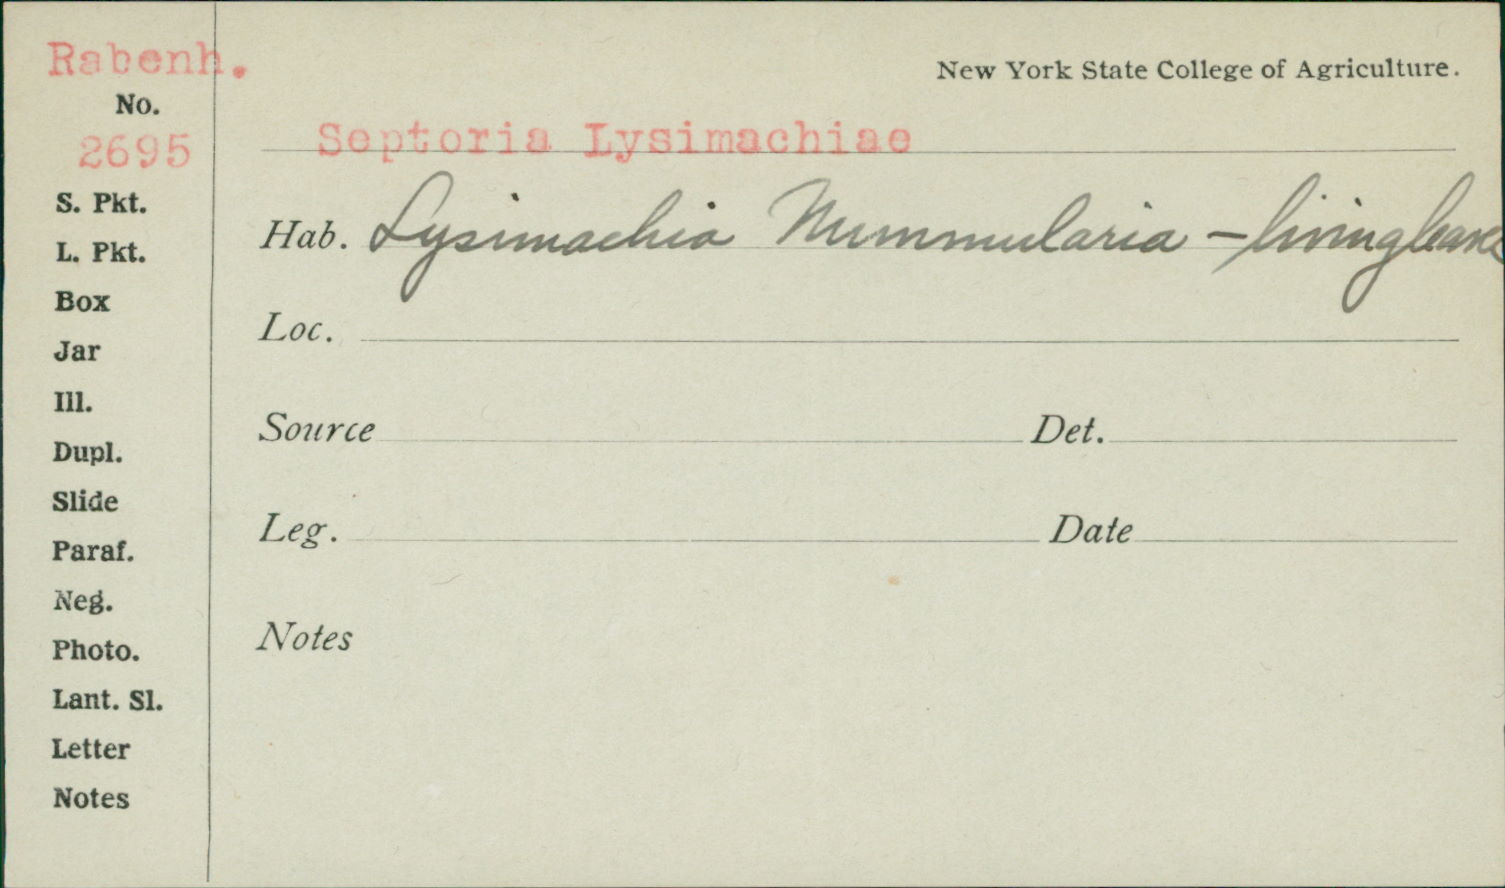 Rabenh.
No.
2695
S. Pkt.
L. Pkt.
Box
Jar
Ill.
Dupl.
Slide
Paraf.
Neg.
Photo.
Lant. Sl.
Letter
Notes
New York State College of Agriculture.
Septoria Lysimachiae
Hab. Lysimachia Nummularia – living leaves
Loc.
Source Det.
Leg. Date
Notes